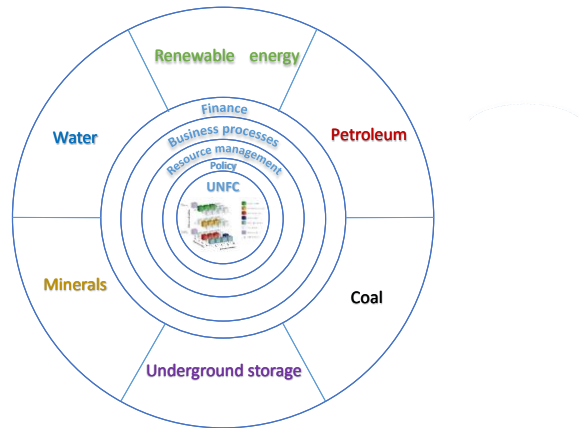 Renewable energy
Finance
Water
Business processes
Petroleum
Resource management
Policy
UNFC
Minerals
Coal
Underground storage